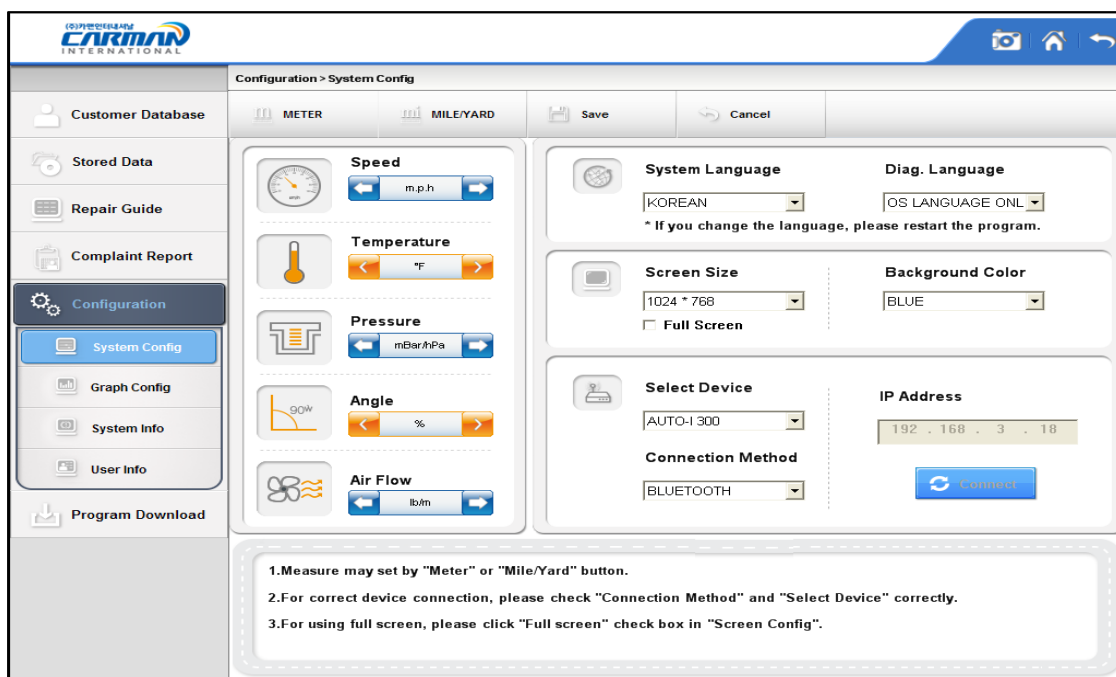 (주)카맨인터내셔날
CARMAN
INTERNATIONAL
Configuration > System Config
METER
MILE/YARD
Save
Cancel
Customer Database
Stored Data
Repair Guide
Complaint Report
Configuration
System Config
Graph Config
System Info
User Info
Program Download
Speed
m.p.h
Temperature
°F
Pressure
mBar/hPa
Angle
90
%
Air Flow
lb/m
System Language
KOREAN
Diag. Language
OS LANGUAGE ONL
* If you change the language, please restart the program.
Screen Size
1024 * 768
Full Screen
Background Color
BLUE
Select Device
AUTO-I 300
Connection Method
BLUETOOTH
IP Address
192 . 168 . 3 . 18
Connect
1.Measure may set by "Meter" or "Mile/Yard" button.
2.For correct device connection, please check "Connection Method" and "Select Device" correctly.
3.For using full screen, please click "Full screen" check box in "Screen Config".